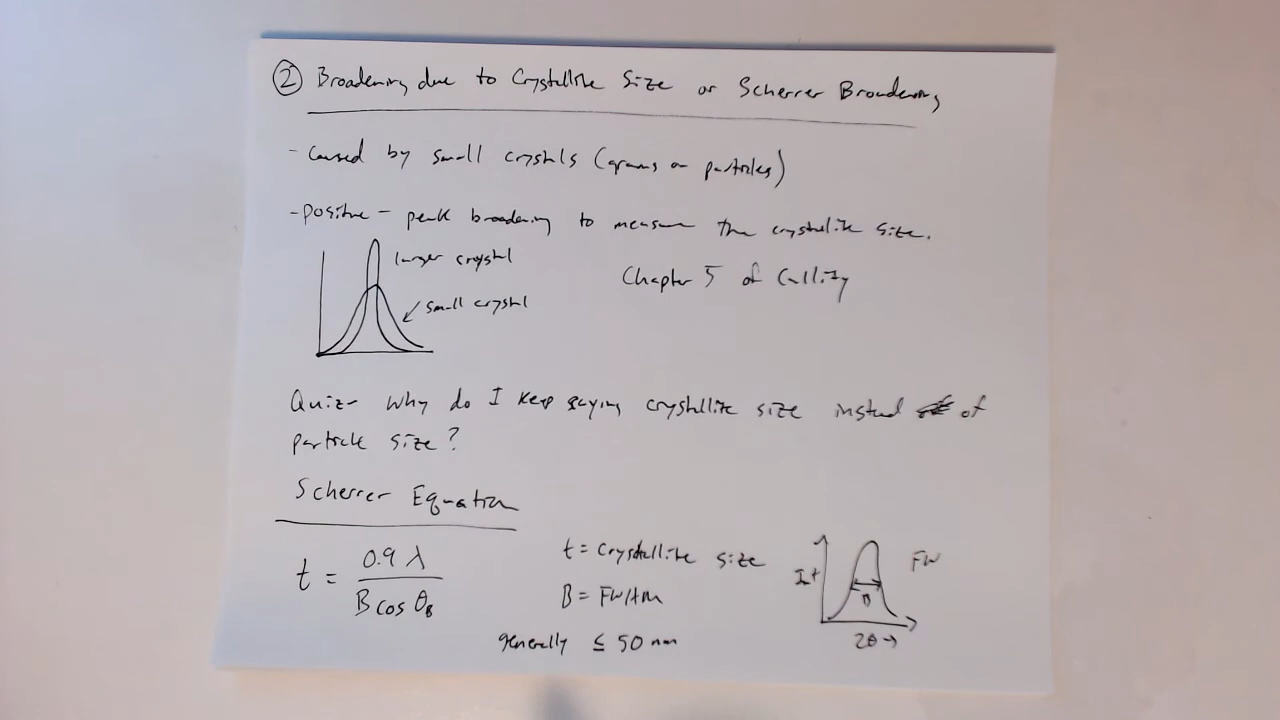 ② Broadening due to Crystallite Size or Scherrer Broadening
- Caused by small crystals (grains or particles)
- positive - peak broadening to measure the crystallite size.
larger crystal
small crystal
Chapter 5 of Cullity
Quiz- Why do I keep saying crystallite size instead of
particle size?
Scherrer Equation
t = 0.9 λ / B cos θB
t = crystallite size
B = FWHM
generally ≤ 50 nm
Int
B
FW
2θ →